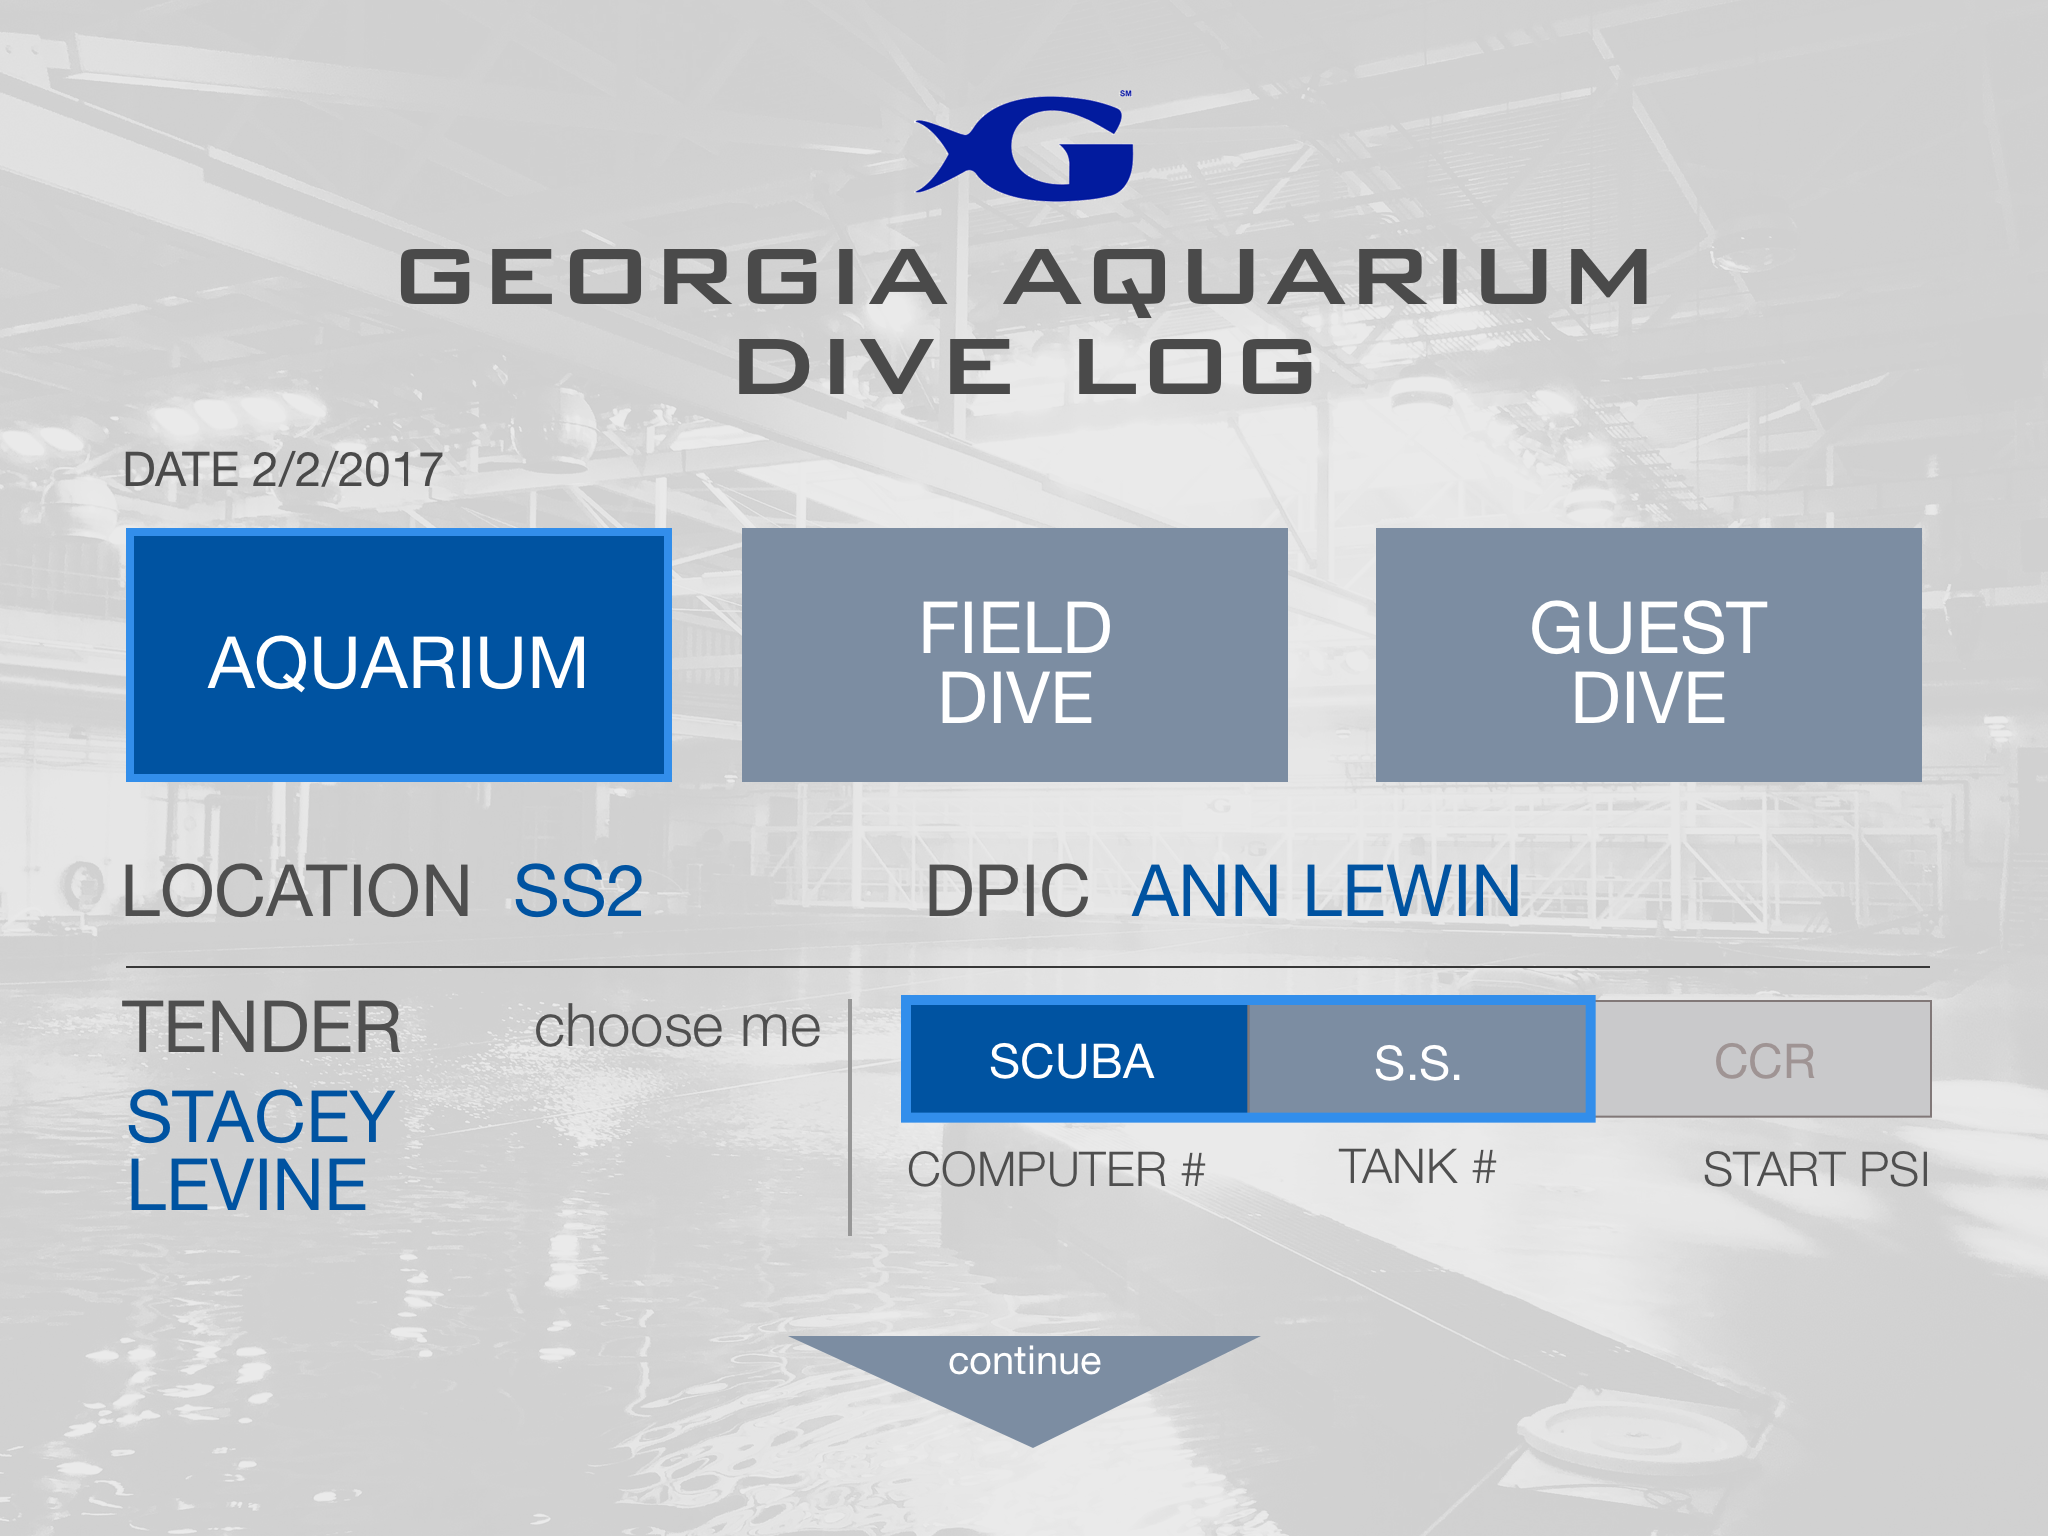 SM
GEORGIA AQUARIUM
DIVE LOG
DATE 2/2/2017
AQUARIUM
FIELD
DIVE
GUEST
DIVE
LOCATION SS2
DPIC ANN LEWIN
TENDER choose me
STACEY
LEVINE
SCUBA S.S. CCR
COMPUTER # TANK # START PSI
continue